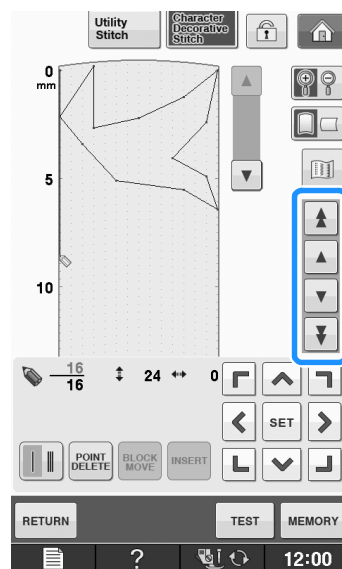 Utility
Stitch
Character
Decorative
Stitch
0
mm
5
10
16
16
24
0
SET
POINT
DELETE
BLOCK
MOVE
INSERT
RETURN
TEST
MEMORY
?
12:00